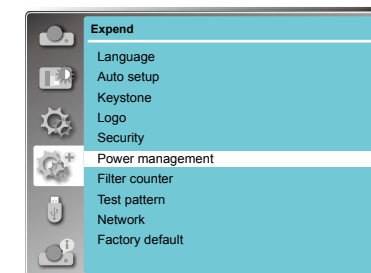 Expend
Language
Auto setup
Keystone
Logo
Security
Power management
Filter counter
Test pattern
Network
Factory default